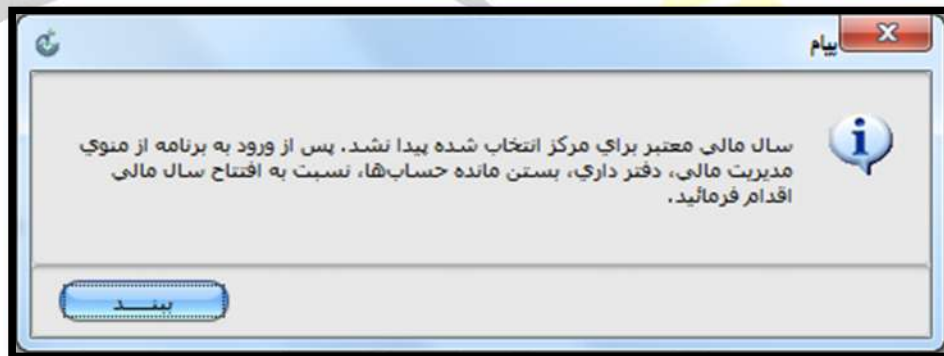 پیام
سال مالي معتبر براي مركز انتخاب شده پيدا نشد. پس از ورود به برنامه از منوي
مديريت مالي، دفتر داري، بستن مانده حساب‌ها، نسبت به افتتاح سال مالي
اقدام فرمائيد.
ببنـــد